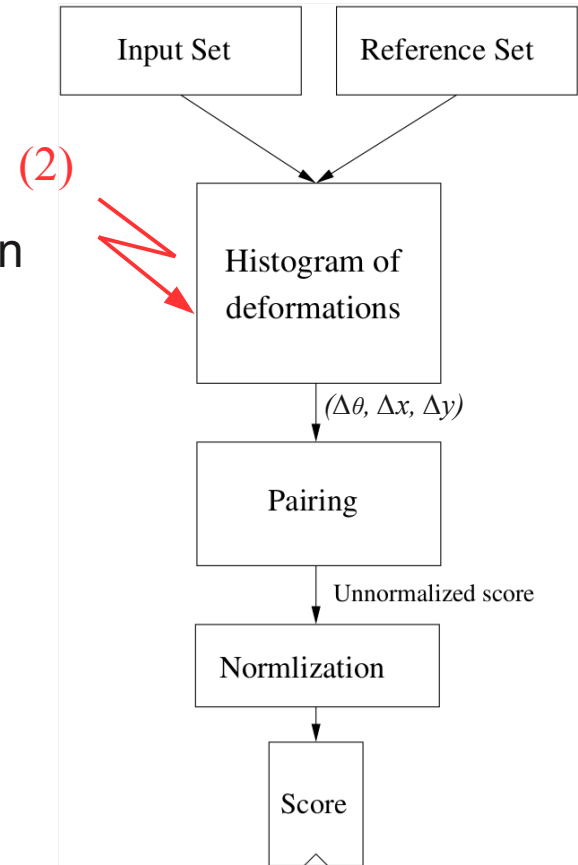 Input Set
Reference Set
(2)
n
Histogram of
deformations
(Δθ, Δx, Δy)
Pairing
Unnormalized score
Normlization
Score